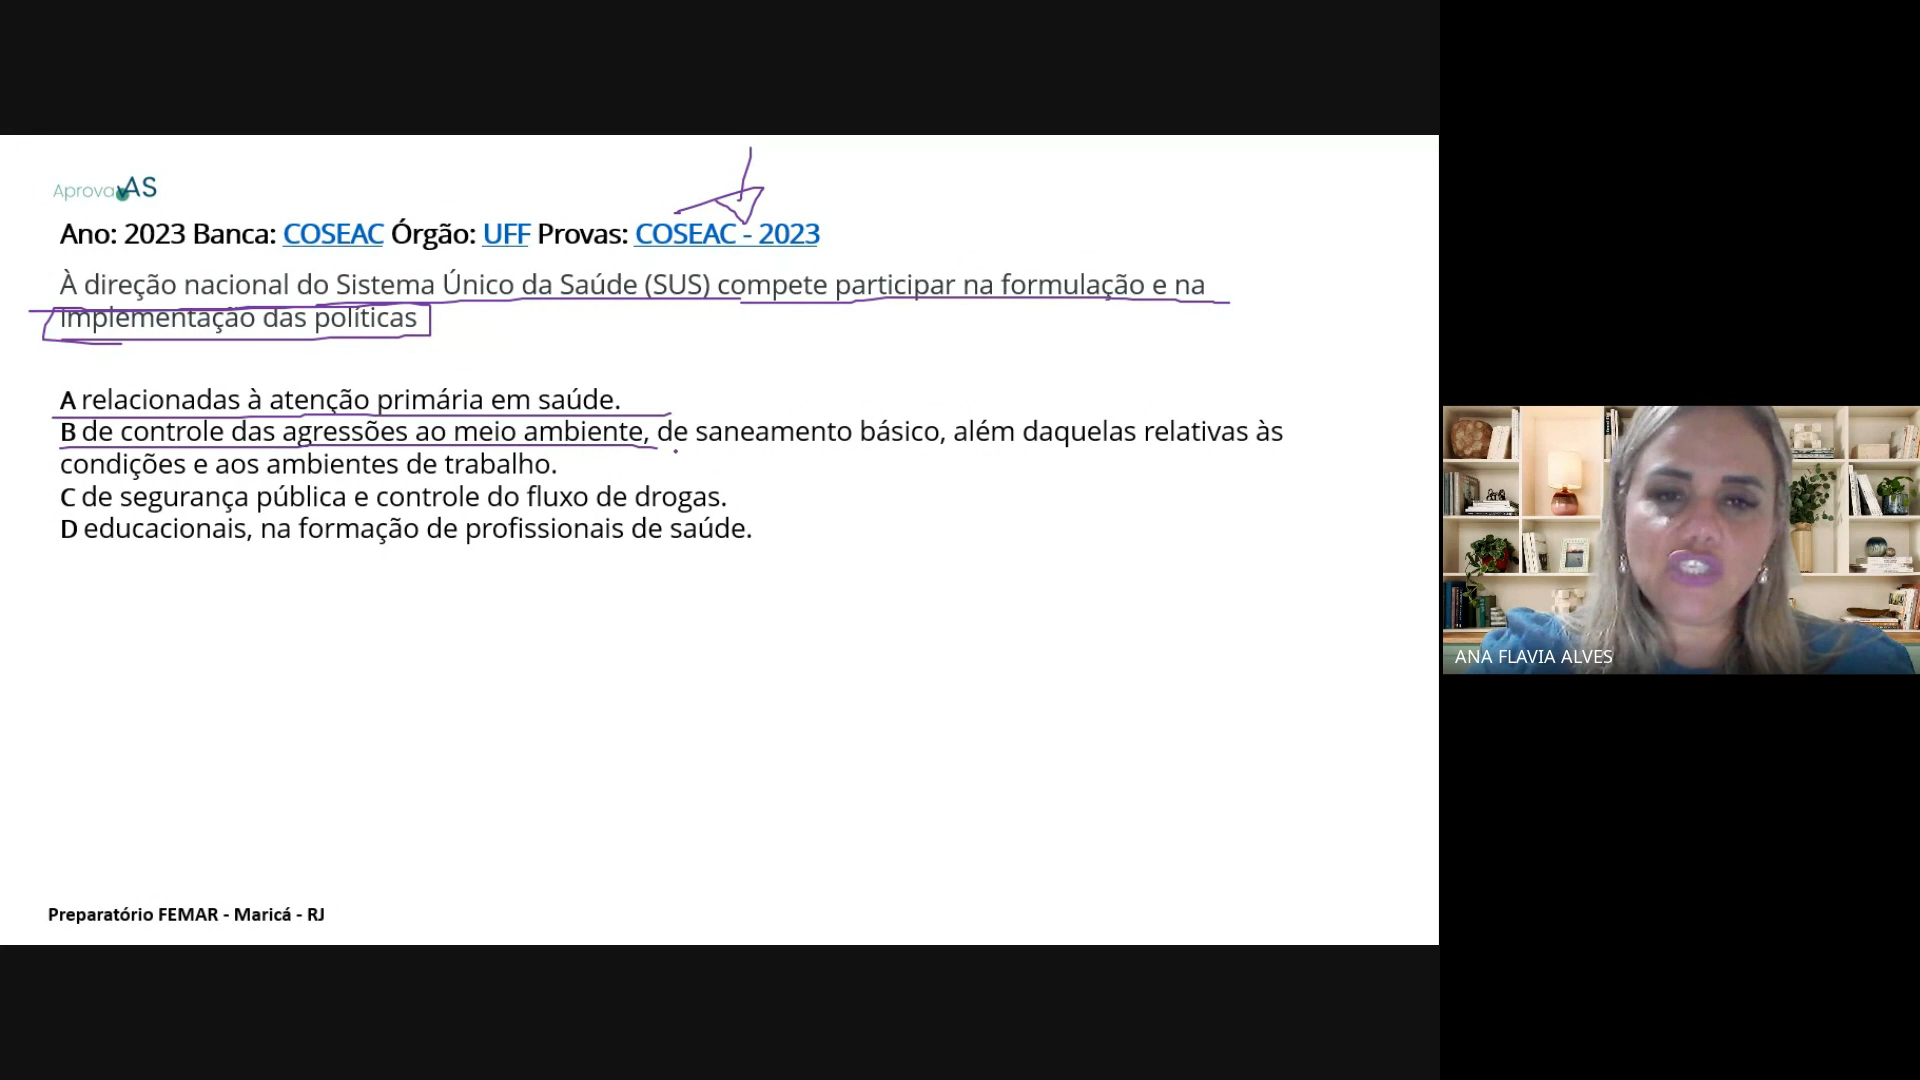 AprovaAS
Ano: 2023 Banca: COSEAC Órgão: UFF Provas: COSEAC - 2023
À direção nacional do Sistema Único da Saúde (SUS) compete participar na formulação e na
implementação das políticas
A relacionadas à atenção primária em saúde.
B de controle das agressões ao meio ambiente, de saneamento básico, além daquelas relativas às
condições e aos ambientes de trabalho.
C de segurança pública e controle do fluxo de drogas.
D educacionais, na formação de profissionais de saúde.
ANA FLAVIA ALVES
Preparatório FEMAR - Maricá - RJ